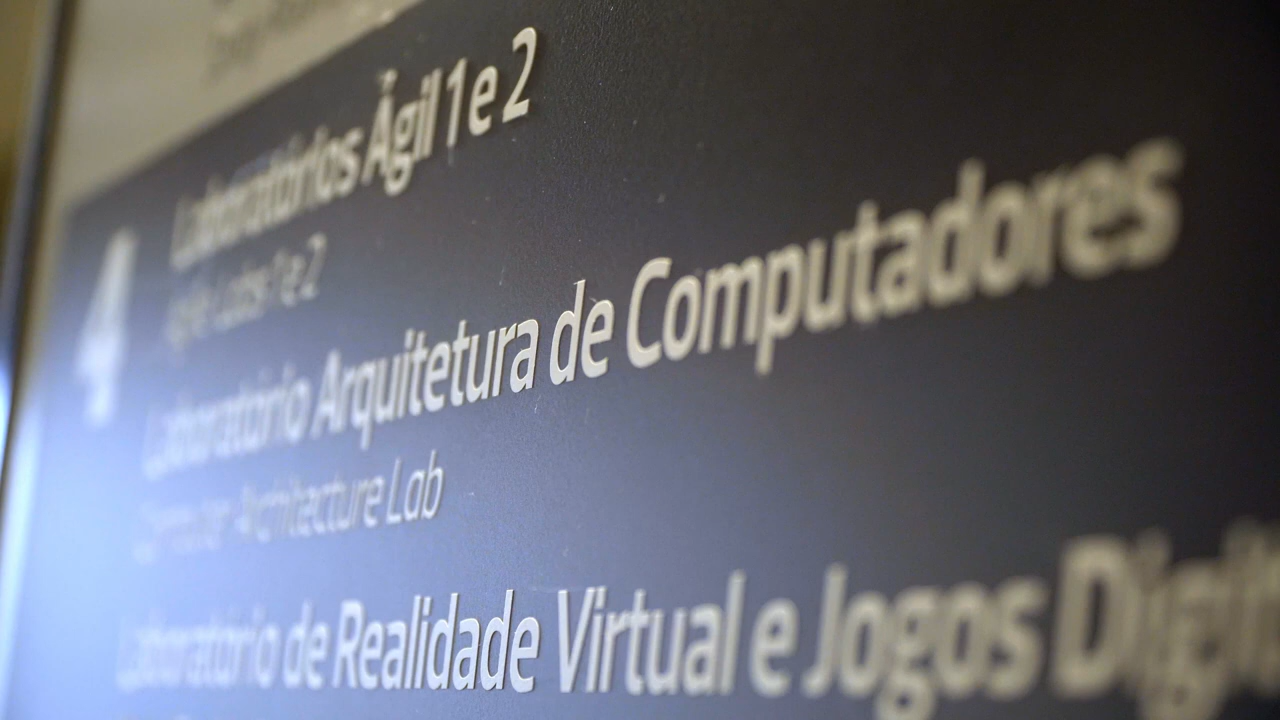 4
Laboratórios Ágil 1 e 2
Agile Labs 1 e 2
Laboratório Arquitetura de Computadores
Computer Architecture Lab
Laboratório de Realidade Virtual e Jogos